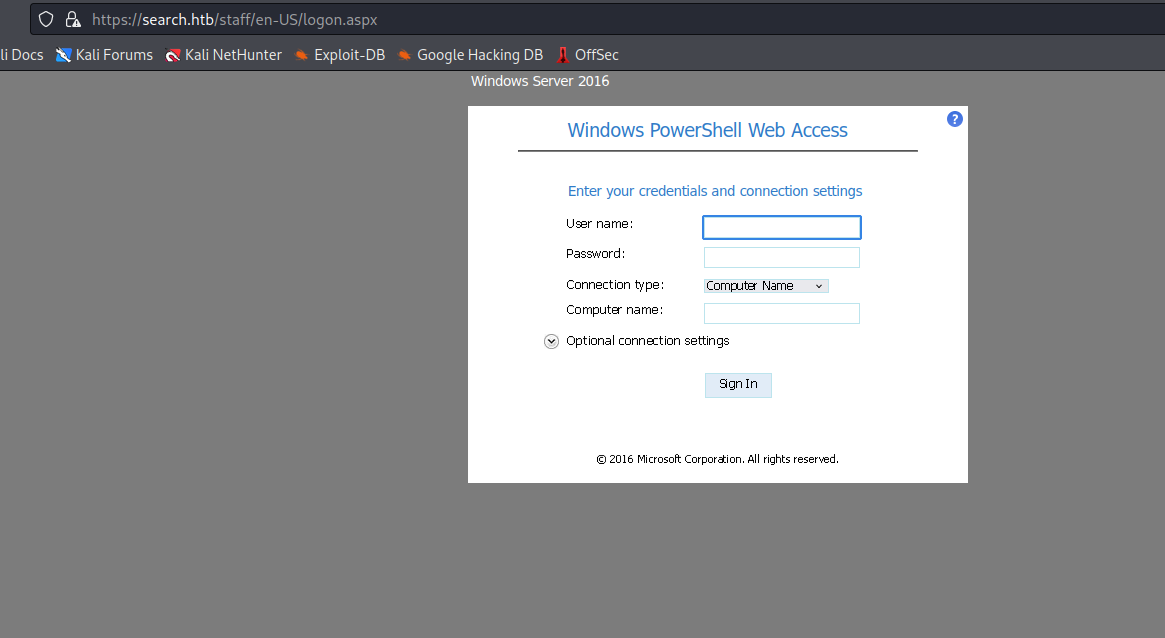 https://search.htb/staff/en-US/logon.aspx
li Docs Kali Forums Kali NetHunter Exploit-DB Google Hacking DB OffSec
Windows Server 2016
Windows PowerShell Web Access
?
Enter your credentials and connection settings
User name:
Password:
Connection type: Computer Name
Computer name:
Optional connection settings
Sign In
© 2016 Microsoft Corporation. All rights reserved.